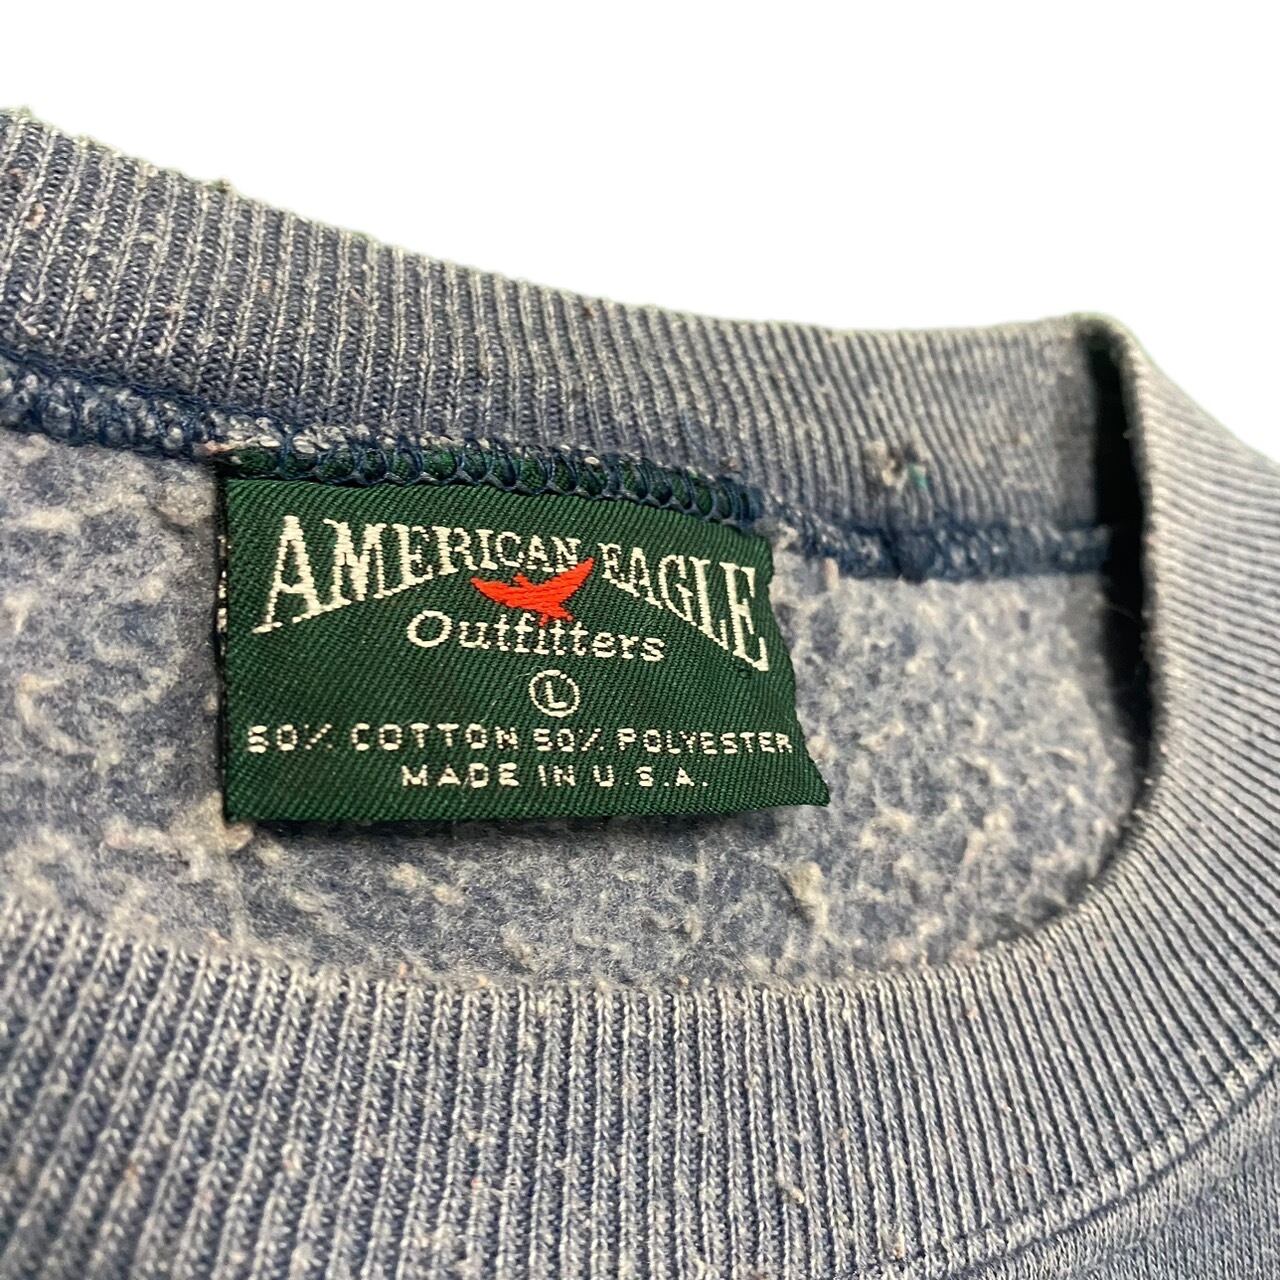 AMERICAN EAGLE
Outfitters
L
50% COTTON 50% POLYESTER
MADE IN U.S.A.